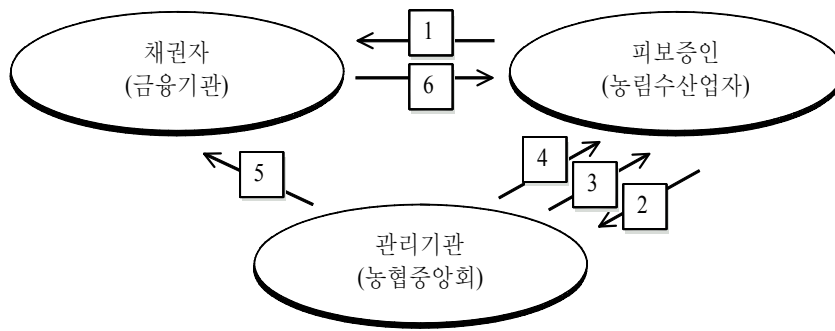 채권자
(금융기관)
1
6
피보증인
(농림수산업자)
5
4
3
2
관리기관
(농협중앙회)